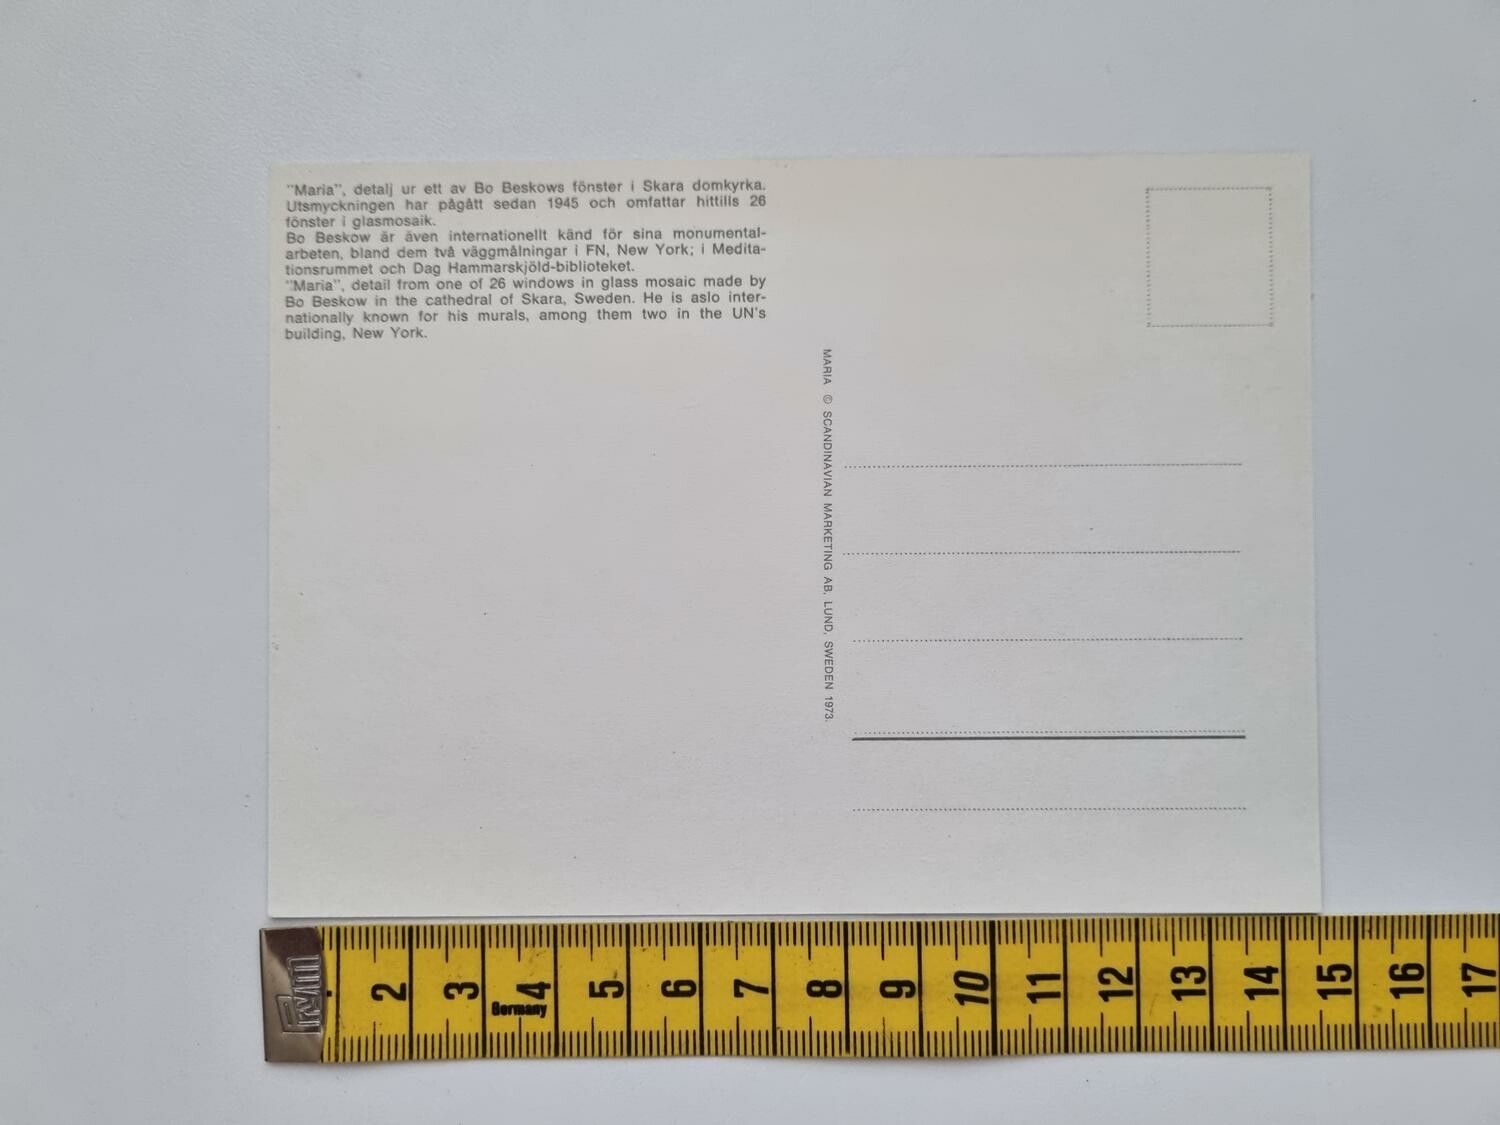 "Maria", detalj ur ett av Bo Beskows fönster i Skara domkyrka.
Utsmyckningen har pågått sedan 1945 och omfattar hittills 26
fönster i glasmosaik.
Bo Beskow är även internationellt känd för sina monumental-
arbeten, bland dem två väggmålningar i FN, New York; i Medita-
tionsrummet och Dag Hammarskjöld-biblioteket.
"Maria", detail from one of 26 windows in glass mosaic made by
Bo Beskow in the cathedral of Skara, Sweden. He is aslo inter-
nationally known for his murals, among them two in the UN's
building, New York.
MARIA © SCANDINAVIAN MARKETING AB, LUND, SWEDEN 1973.
Prym
2 3 4 5 6 7 8 9 10 11 12 13 14 15 16 17
Germany